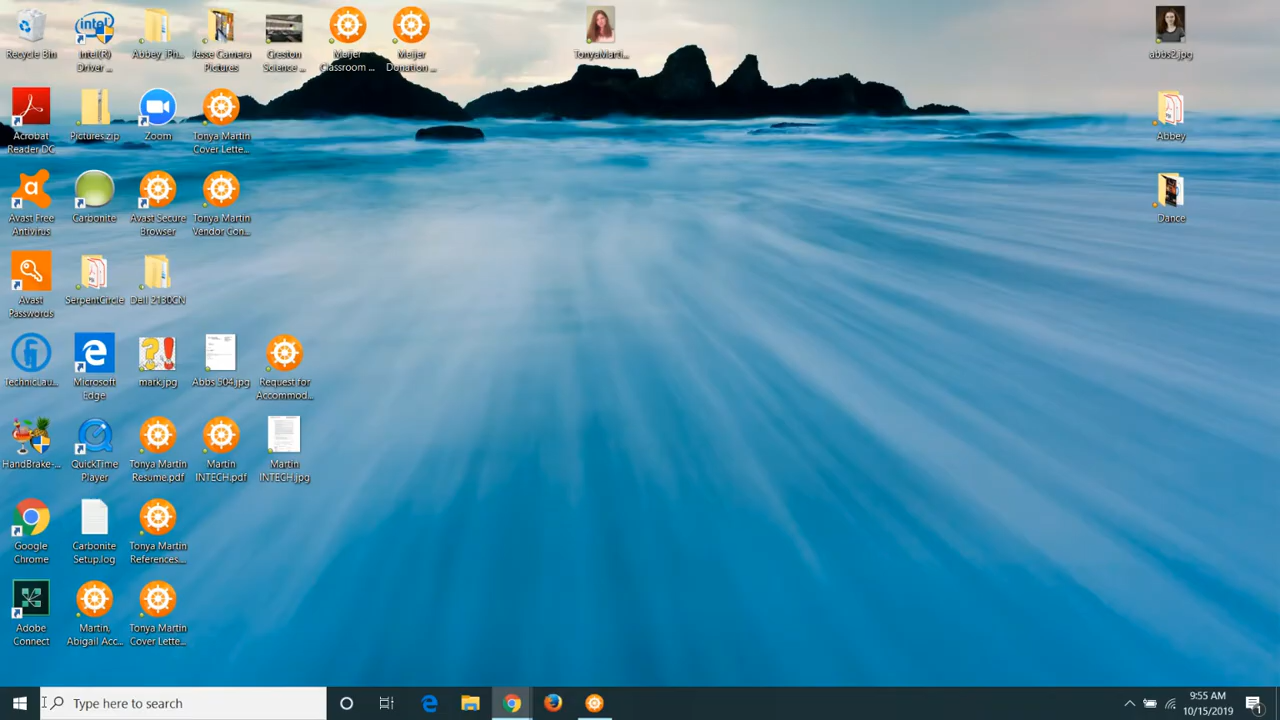 Recycle Bin
Intel(R)
Driver ...
Abbey_iPh...
Jesse Camera
Pictures
Creston
Science ...
Meijer
Classroom ...
Meijer
Donation ...
TonyaMarti...
abbs2.jpg
Acrobat
Reader DC
Pictures.zip
Zoom
Tonya Martin
Cover Lette...
Abbey
Avast Free
Antivirus
Carbonite
Avast Secure
Browser
Tonya Martin
Vendor Con...
Dance
Avast
Passwords
SerpentCircle
Dell 2130CN
TechnicLau...
Microsoft
Edge
mark.jpg
Abbs 504.jpg
Request for
Accommod...
HandBrake-...
QuickTime
Player
Tonya Martin
Resume.pdf
Martin
INTECH.pdf
Martin
INTECH.jpg
Google
Chrome
Carbonite
Setup.log
Tonya Martin
References...
Adobe
Connect
Martin,
Abigail Acc...
Tonya Martin
Cover Lette...
Type here to search
9:55 AM
10/15/2019
1